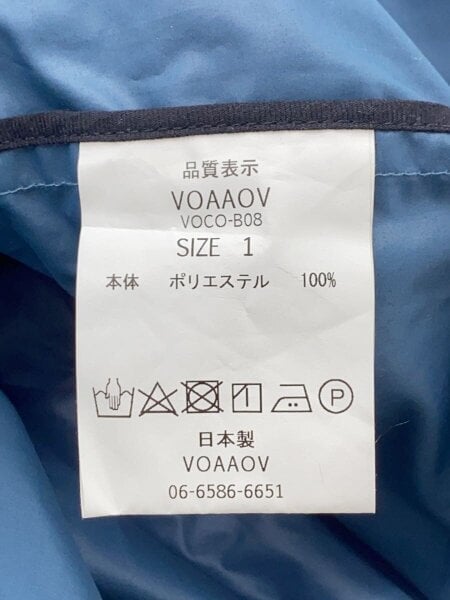 品質表示
VOAAOV
VOCO-B08
SIZE 1
本体 ポリエステル 100%
P
日本製
VOAAOV
06-6586-6651